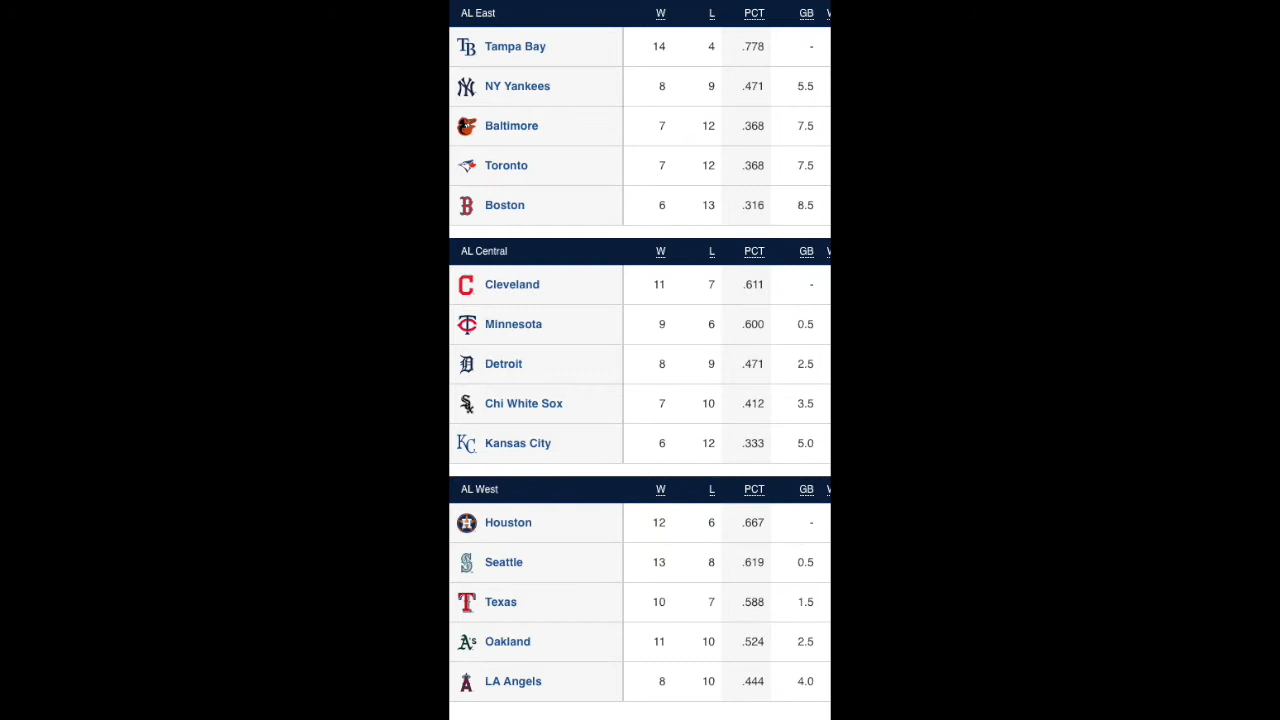 AL East W L PCT GB
Tampa Bay 14 4 .778 -
NY Yankees 8 9 .471 5.5
Baltimore 7 12 .368 7.5
Toronto 7 12 .368 7.5
Boston 6 13 .316 8.5
AL Central W L PCT GB
Cleveland 11 7 .611 -
Minnesota 9 6 .600 0.5
Detroit 8 9 .471 2.5
Chi White Sox 7 10 .412 3.5
Kansas City 6 12 .333 5.0
AL West W L PCT GB
Houston 12 6 .667 -
Seattle 13 8 .619 0.5
Texas 10 7 .588 1.5
Oakland 11 10 .524 2.5
LA Angels 8 10 .444 4.0